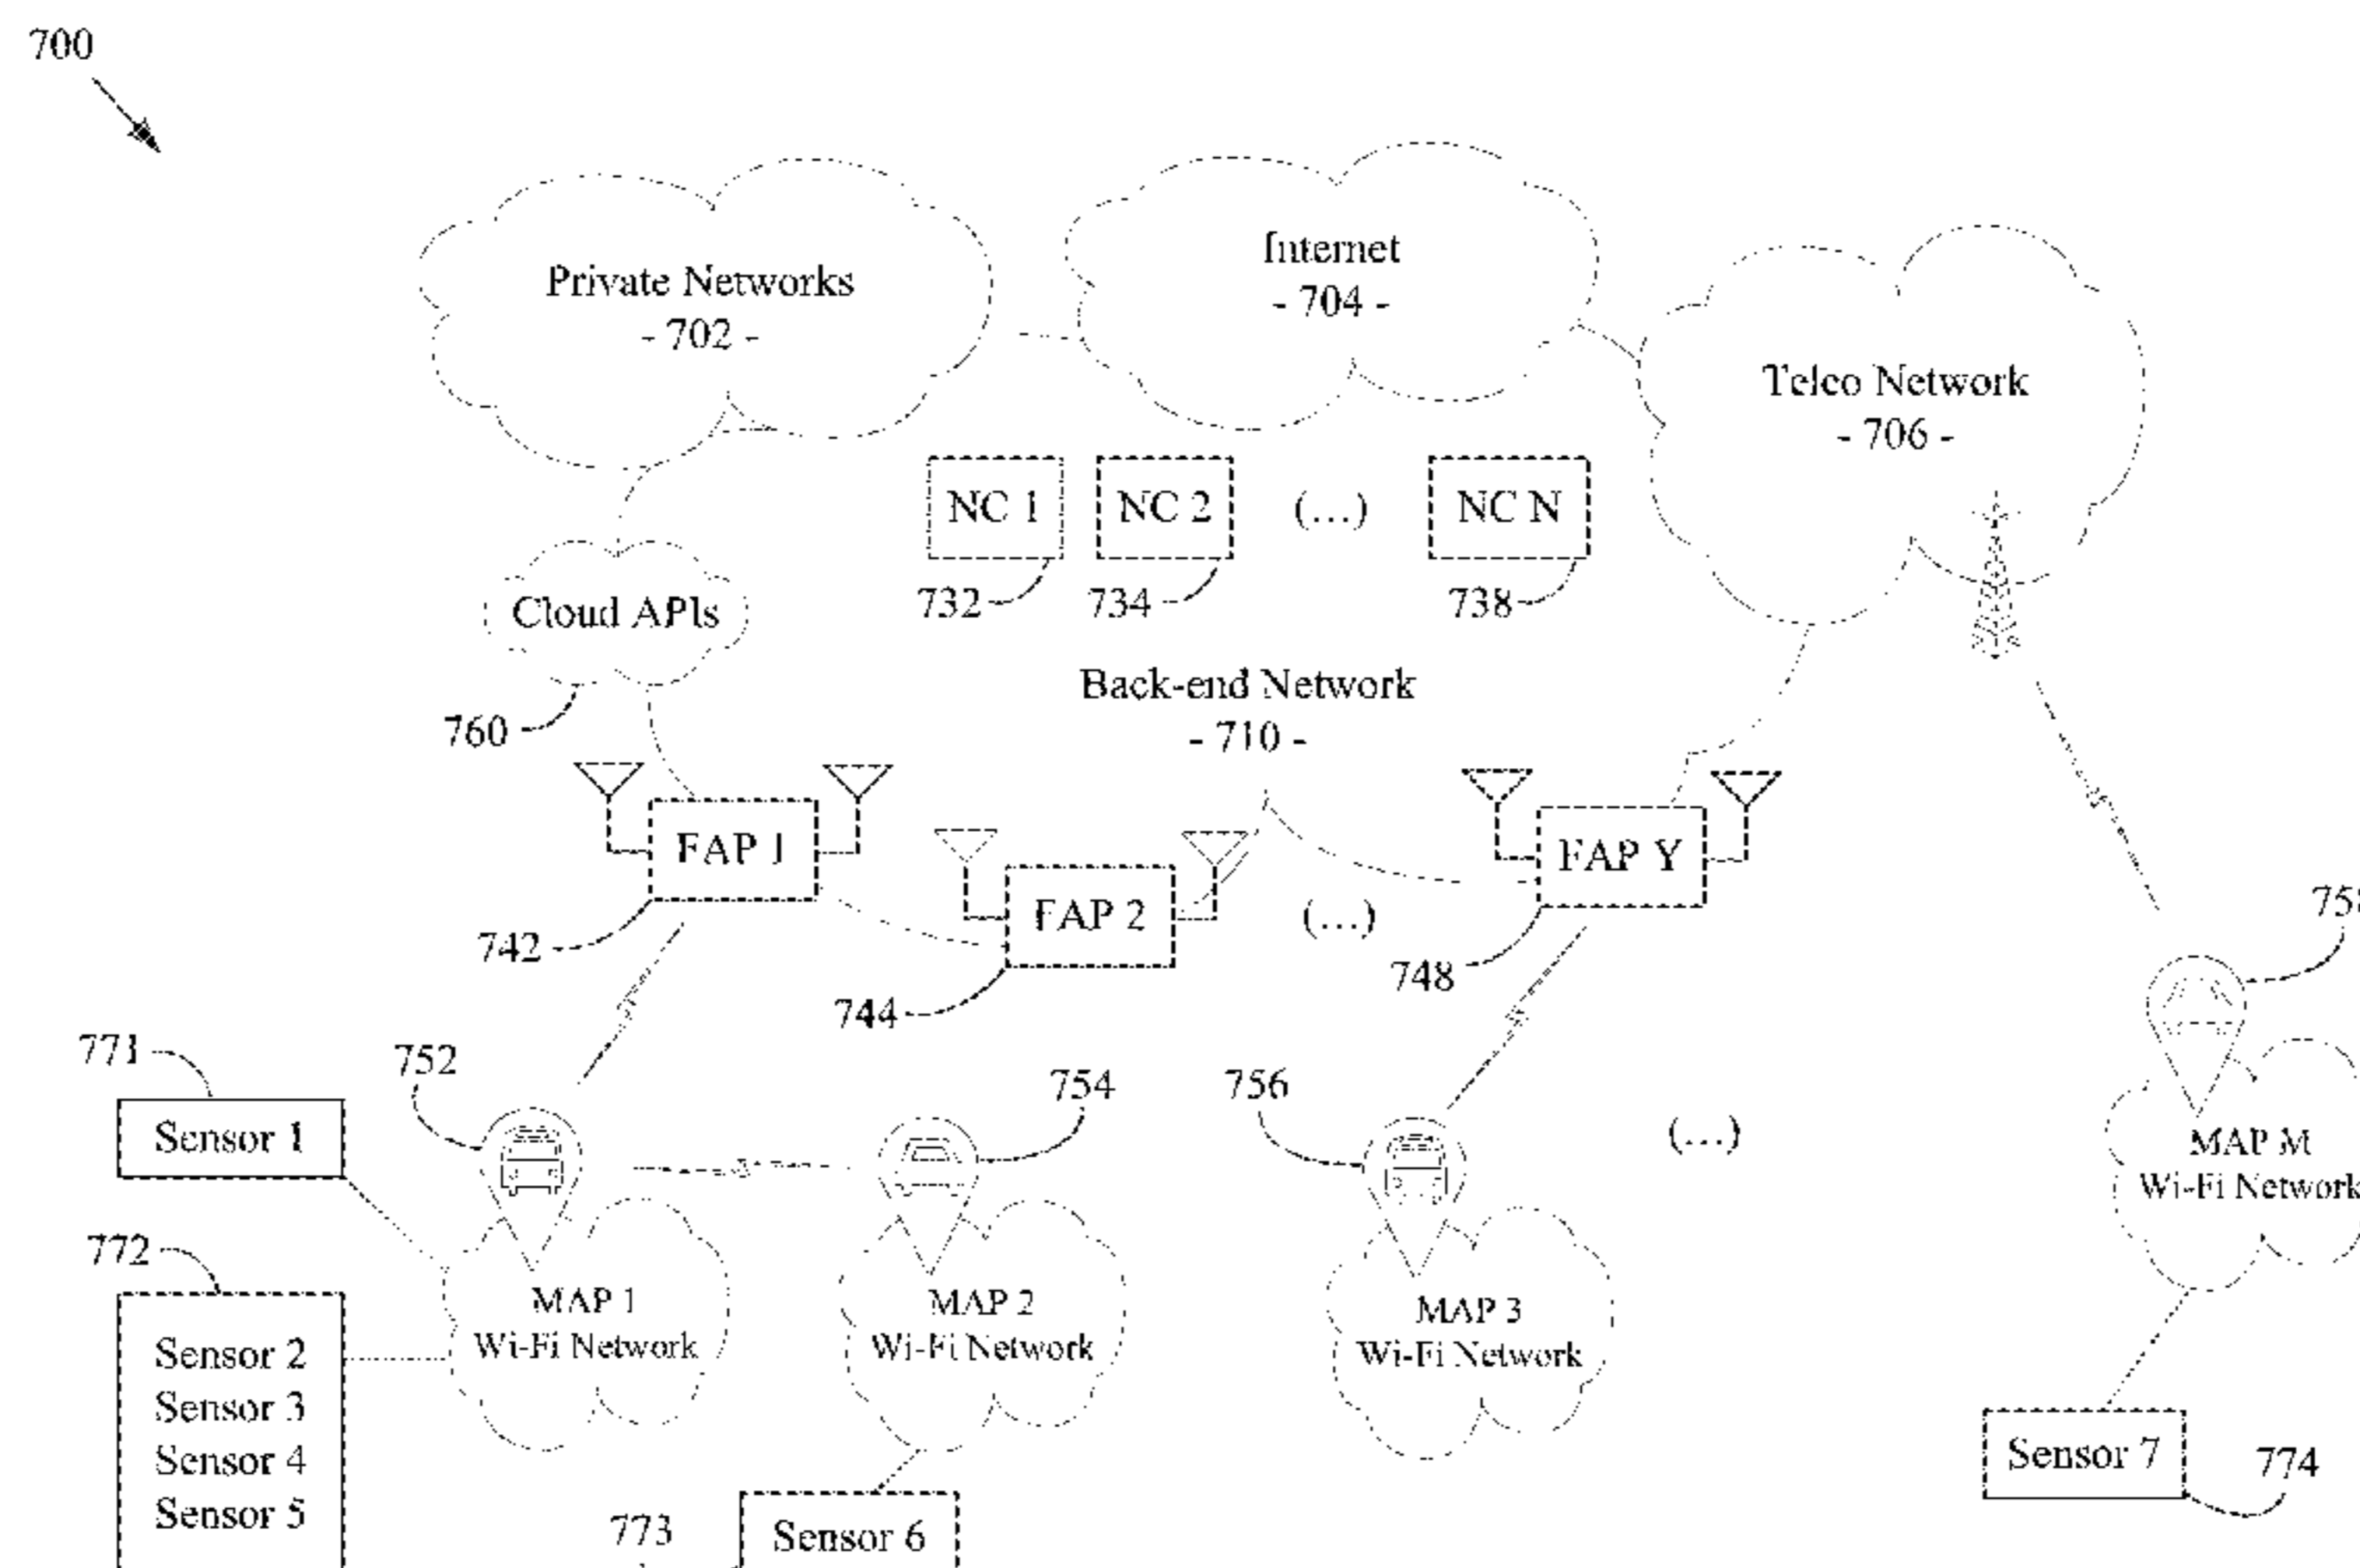 700
Private Networks
- 702 -
Internet
- 704 -
Telco Network
- 706 -
NC 1
NC 2
(...)
NC N
732
734
738
Cloud APIs
760
Back-end Network
- 710 -
FAP 1
FAP 2
(...)
FAP Y
742
744
748
758
771
752
754
756
(...)
Sensor 1
MAP M
Wi-Fi Network
772
MAP 1
Wi-Fi Network
MAP 2
Wi-Fi Network
MAP 3
Wi-Fi Network
Sensor 2
Sensor 3
Sensor 4
Sensor 5
773
Sensor 6
Sensor 7
774